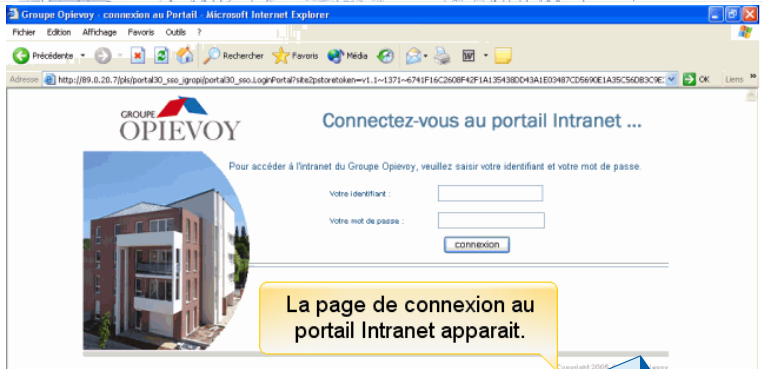 Groupe Opievoy - connexion au Portail - Microsoft Internet Explorer
Fichier Edition Affichage Favoris Outils ?
Précédente Rechercher Favoris Média
Adresse http://89.0.20.7/pls/portal30_sso_igropi/portal30_sso.LoginPortal?site2pstoretoken=v1.1~1371~6741F16C2608F42F1A135438DD43A1E03487CD5690E1A35C56DB3C9E: OK Liens »
GROUPE
OPIEVOY
Connectez-vous au portail Intranet ...
Pour accéder à l'intranet du Groupe Opievoy, veuillez saisir votre identifiant et votre mot de passe.
Votre identifiant :
Votre mot de passe :
connexion
La page de connexion au
portail Intranet apparait.
Copyright 2006